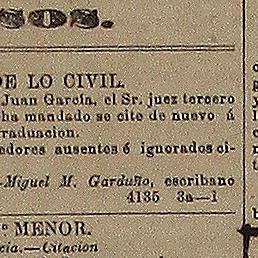 SOS.
DE LO CIVIL.
Juan García, el Sr. juez tercero
ha mandado se cite de nuevo á
raduacion.
edores ausentes é ignorados ci-
-Miguel M. Garduño, escribano
4135 3a—1
MENOR.
cia.—Citacion